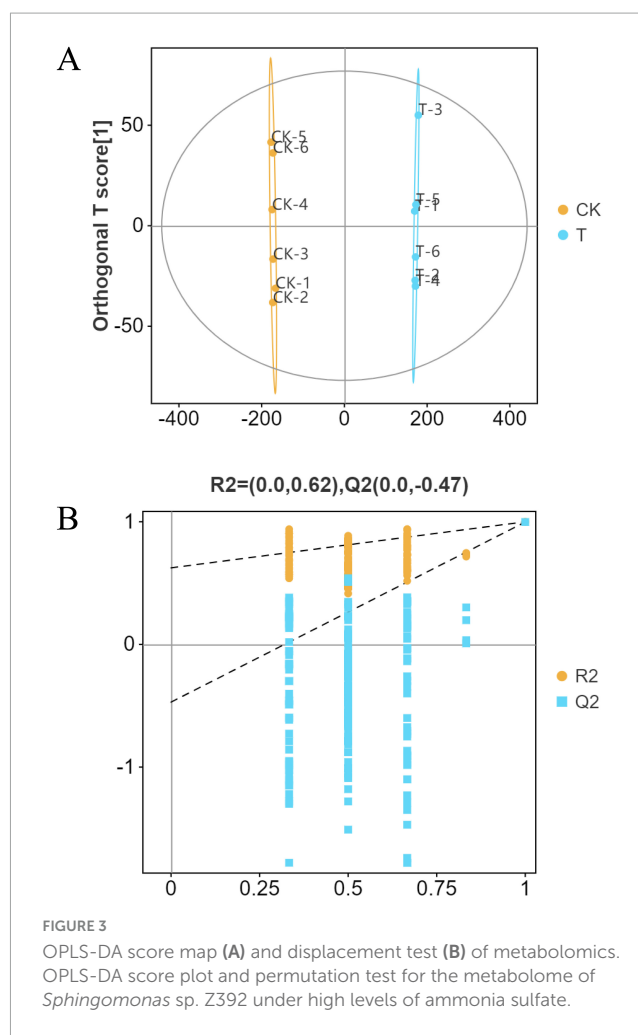 A
Orthogonal T score[1]
50
0
-50
CK-5
CK-6
CK-4
CK-3
CK-1
CK-2
T-3
T-5
T-1
T-6
T-2
T-4
CK
T
-400
-200
0
200
400
R2=(0.0,0.62),Q2(0.0,-0.47)
B
1
0
-1
R2
Q2
0
0.25
0.5
0.75
1
FIGURE 3
OPLS-DA score map (A) and displacement test (B) of metabolomics.
OPLS-DA score plot and permutation test for the metabolome of
Sphingomonas sp. Z392 under high levels of ammonia sulfate.